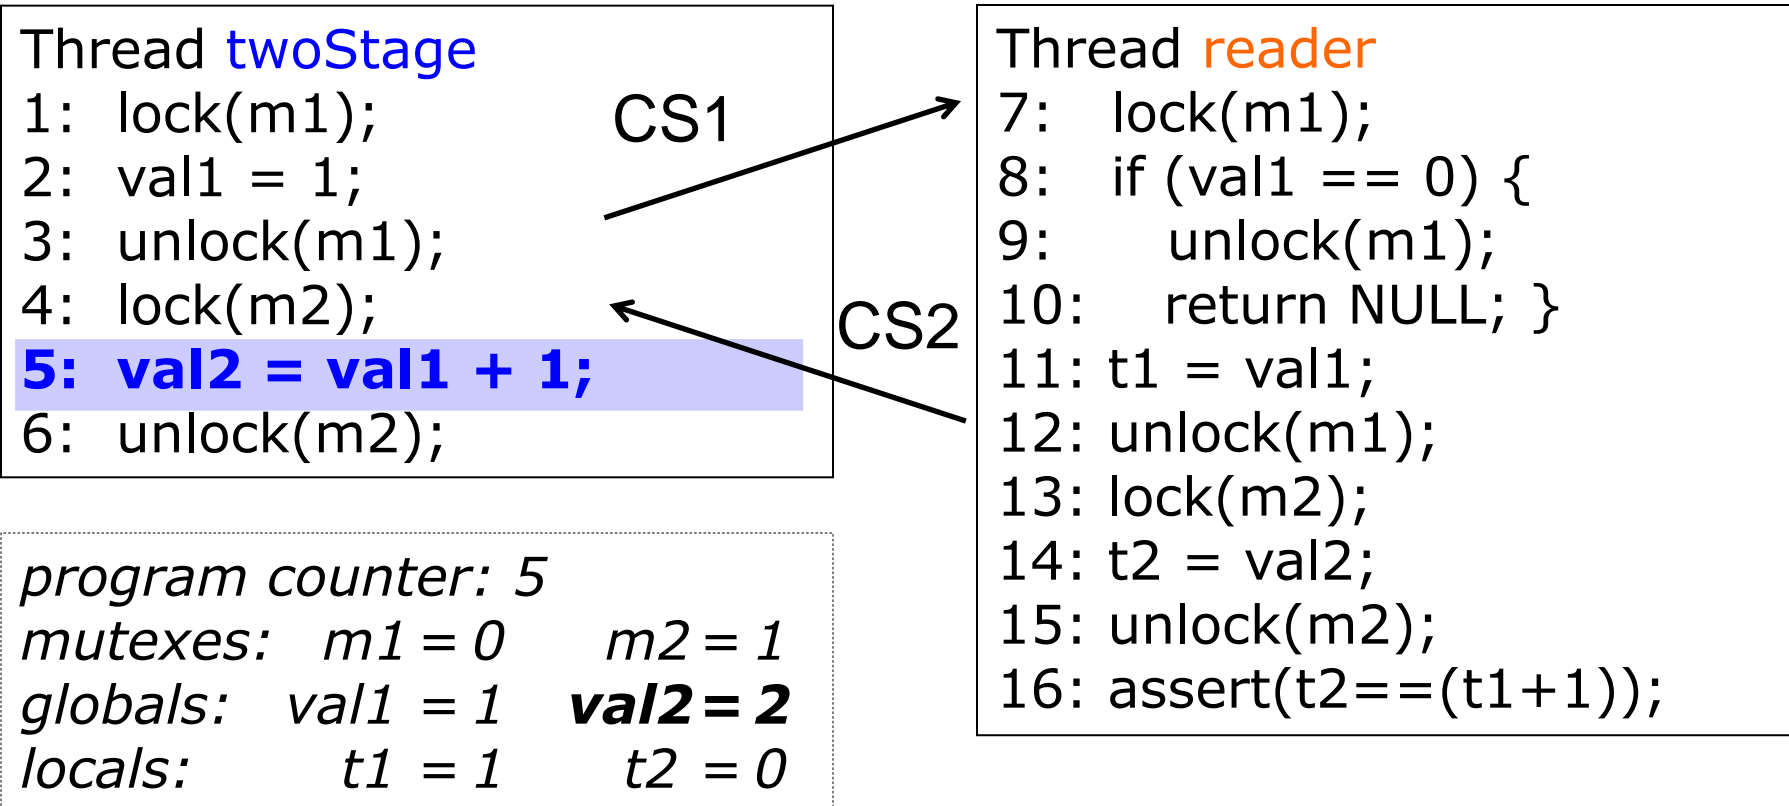 Thread twoStage
1: lock(m1);
2: val1 = 1;
3: unlock(m1);
4: lock(m2);
5: val2 = val1 + 1;
6: unlock(m2);
CS1
CS2
Thread reader
7: lock(m1);
8: if (val1 == 0) {
9: unlock(m1);
10: return NULL; }
11: t1 = val1;
12: unlock(m1);
13: lock(m2);
14: t2 = val2;
15: unlock(m2);
16: assert(t2==(t1+1));
program counter: 5
mutexes: m1 = 0 m2 = 1
globals: val1 = 1 val2 = 2
locals: t1 = 1 t2 = 0